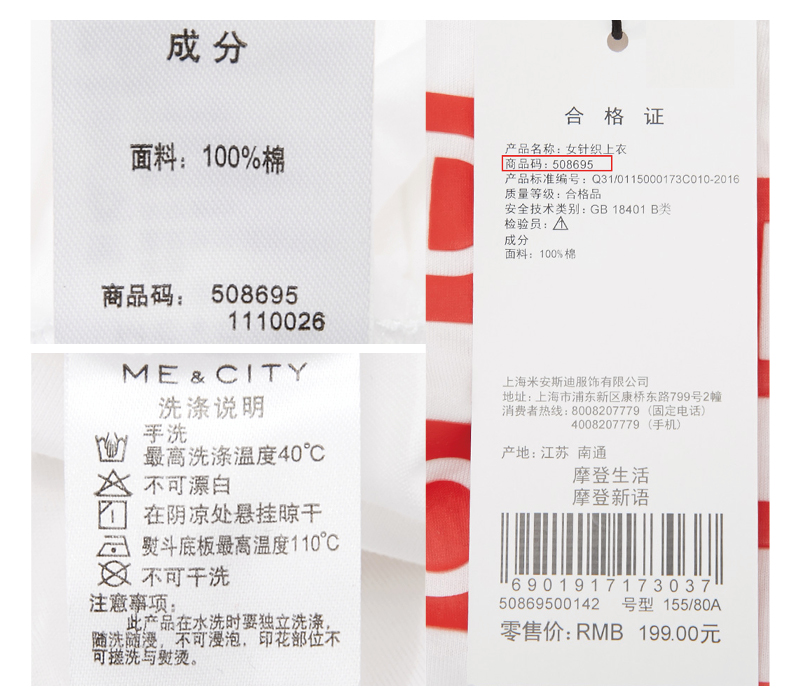 成分
面料：100%棉
商品码：508695
1110026
ME & CITY
洗涤说明
手洗
最高洗涤温度40℃
不可漂白
在阴凉处悬挂晾干
熨斗底板最高温度110℃
不可干洗
注意事项：
此产品在水洗时要独立洗涤，
随洗随浸，不可浸泡，印花部位不
可搓洗与熨烫。
合格证
产品名称：女针织上衣
商品码：508695
产品标准编号：Q31/0115000173C010-2016
质量等级：合格品
安全技术类别：GB 18401 B类
检验员：
成分
面料：100%棉
上海米安斯迪服饰有限公司
地址：上海市浦东新区康桥东路799号2幢
消费者热线：8008207779（固定电话）
4008207779（手机）
产地：江苏 南通
摩登生活
摩登新语
6901917173037
50869500142 号型 155/80A
零售价：RMB 199.00元